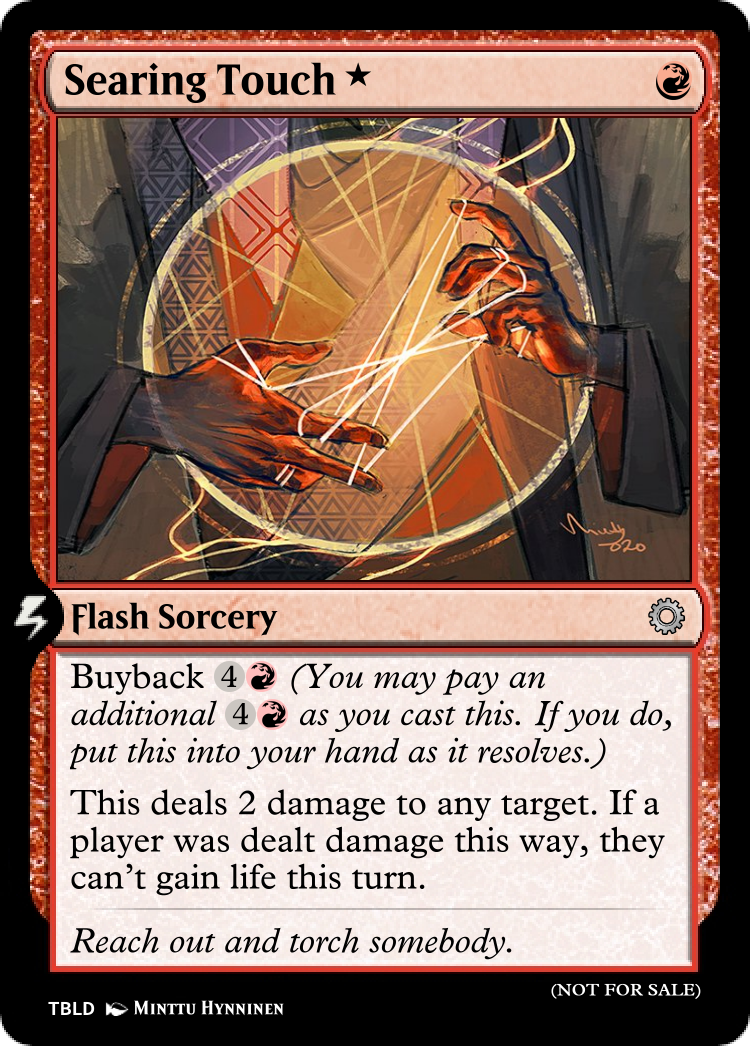 Searing Touch ★
Flash Sorcery
Buyback 4 (You may pay an
additional 4 as you cast this. If you do,
put this into your hand as it resolves.)
This deals 2 damage to any target. If a
player was dealt damage this way, they
can't gain life this turn.
Reach out and torch somebody.
(NOT FOR SALE)
TBLD MINTTU HYNNINEN